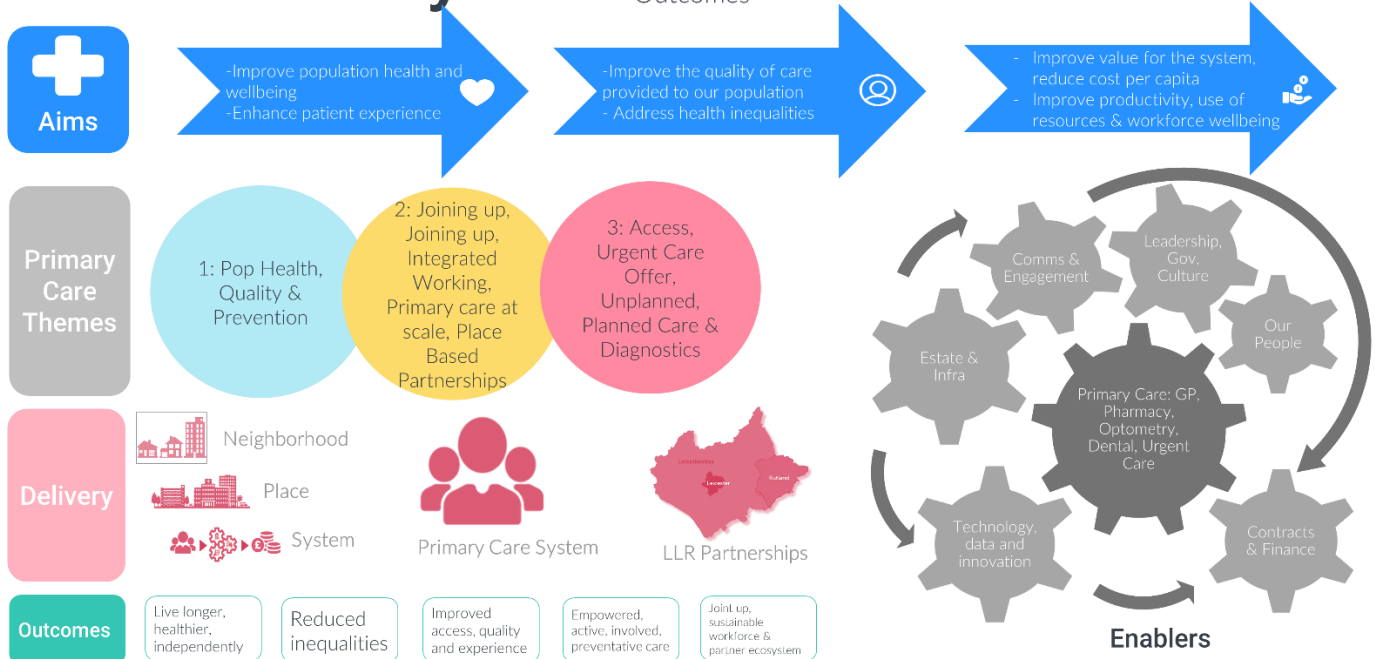 Outcomes
Aims
-Improve population health and
wellbeing
-Enhance patient experience
-Improve the quality of care
provided to our population
- Address health inequalities
- Improve value for the system,
reduce cost per capita
- Improve productivity, use of
resources & workforce wellbeing
Primary
Care
Themes
1: Pop Health,
Quality &
Prevention
2: Joining up,
Joining up,
Integrated
Working,
Primary care at
scale, Place
Based
Partnerships
3: Access,
Urgent Care
Offer,
Unplanned,
Planned Care &
Diagnostics
Delivery
Neighborhood
Place
System
Primary Care System
Leicestershire
Leicester
Rutland
LLR Partnerships
Outcomes
Live longer,
healthier,
independently
Reduced
inequalities
Improved
access, quality
and experience
Empowered,
active, involved,
preventative care
Joint up,
sustainable
workforce &
partner ecosystem
Comms &
Engagement
Leadership,
Gov,
Culture
Our
People
Estate &
Infra
Primary Care: GP,
Pharmacy,
Optometry,
Dental, Urgent
Care
Technology,
data and
innovation
Contracts
& Finance
Enablers